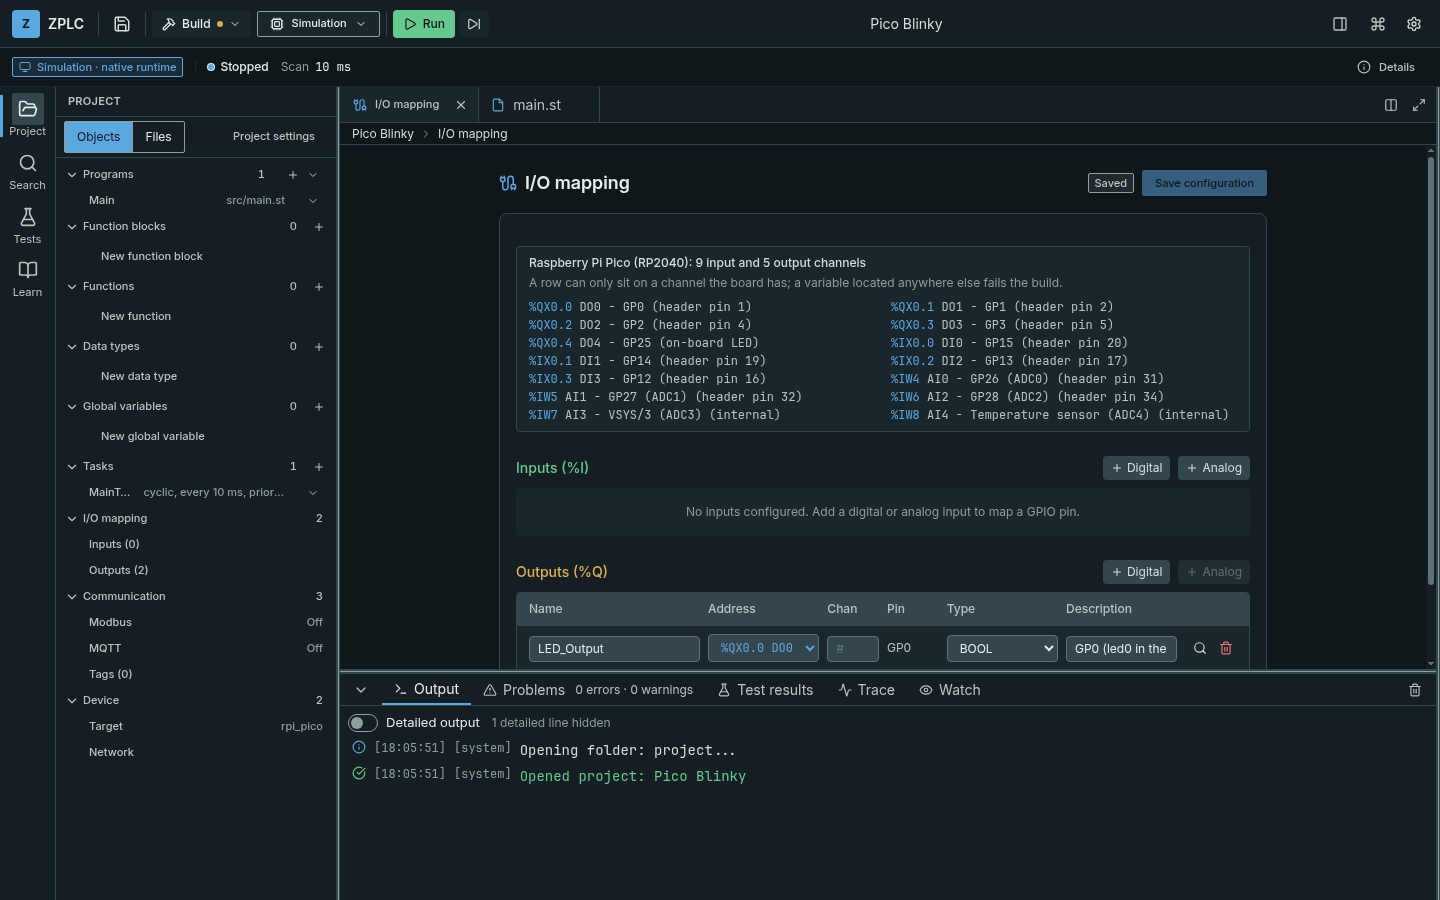 Z ZPLC Build Simulation Run Pico Blinky
Simulation · native runtime Stopped Scan 10 ms Details
Project
Search
Tests
Learn
PROJECT
Objects Files Project settings
Programs 1
Main src/main.st
Function blocks 0
New function block
Functions 0
New function
Data types 0
New data type
Global variables 0
New global variable
Tasks 1
MainT... cyclic, every 10 ms, prior...
I/O mapping 2
Inputs (0)
Outputs (2)
Communication 3
Modbus Off
MQTT Off
Tags (0)
Device 2
Target rpi_pico
Network
I/O mapping main.st
Pico Blinky I/O mapping
I/O mapping Saved Save configuration
Raspberry Pi Pico (RP2040): 9 input and 5 output channels
A row can only sit on a channel the board has; a variable located anywhere else fails the build.
%QX0.0 DO0 - GP0 (header pin 1) %QX0.1 DO1 - GP1 (header pin 2)
%QX0.2 DO2 - GP2 (header pin 4) %QX0.3 DO3 - GP3 (header pin 5)
%QX0.4 DO4 - GP25 (on-board LED) %IX0.0 DI0 - GP15 (header pin 20)
%IX0.1 DI1 - GP14 (header pin 19) %IX0.2 DI2 - GP13 (header pin 17)
%IX0.3 DI3 - GP12 (header pin 16) %IW4 AI0 - GP26 (ADC0) (header pin 31)
%IW5 AI1 - GP27 (ADC1) (header pin 32) %IW6 AI2 - GP28 (ADC2) (header pin 34)
%IW7 AI3 - VSYS/3 (ADC3) (internal) %IW8 AI4 - Temperature sensor (ADC4) (internal)
Inputs (%I) + Digital + Analog
No inputs configured. Add a digital or analog input to map a GPIO pin.
Outputs (%Q) + Digital + Analog
Name Address Chan Pin Type Description
LED_Output %QX0.0 DO0 # GP0 BOOL GP0 (led0 in the
Output Problems 0 errors · 0 warnings Test results Trace Watch
Detailed output 1 detailed line hidden
[18:05:51] [system] Opening folder: project...
[18:05:51] [system] Opened project: Pico Blinky